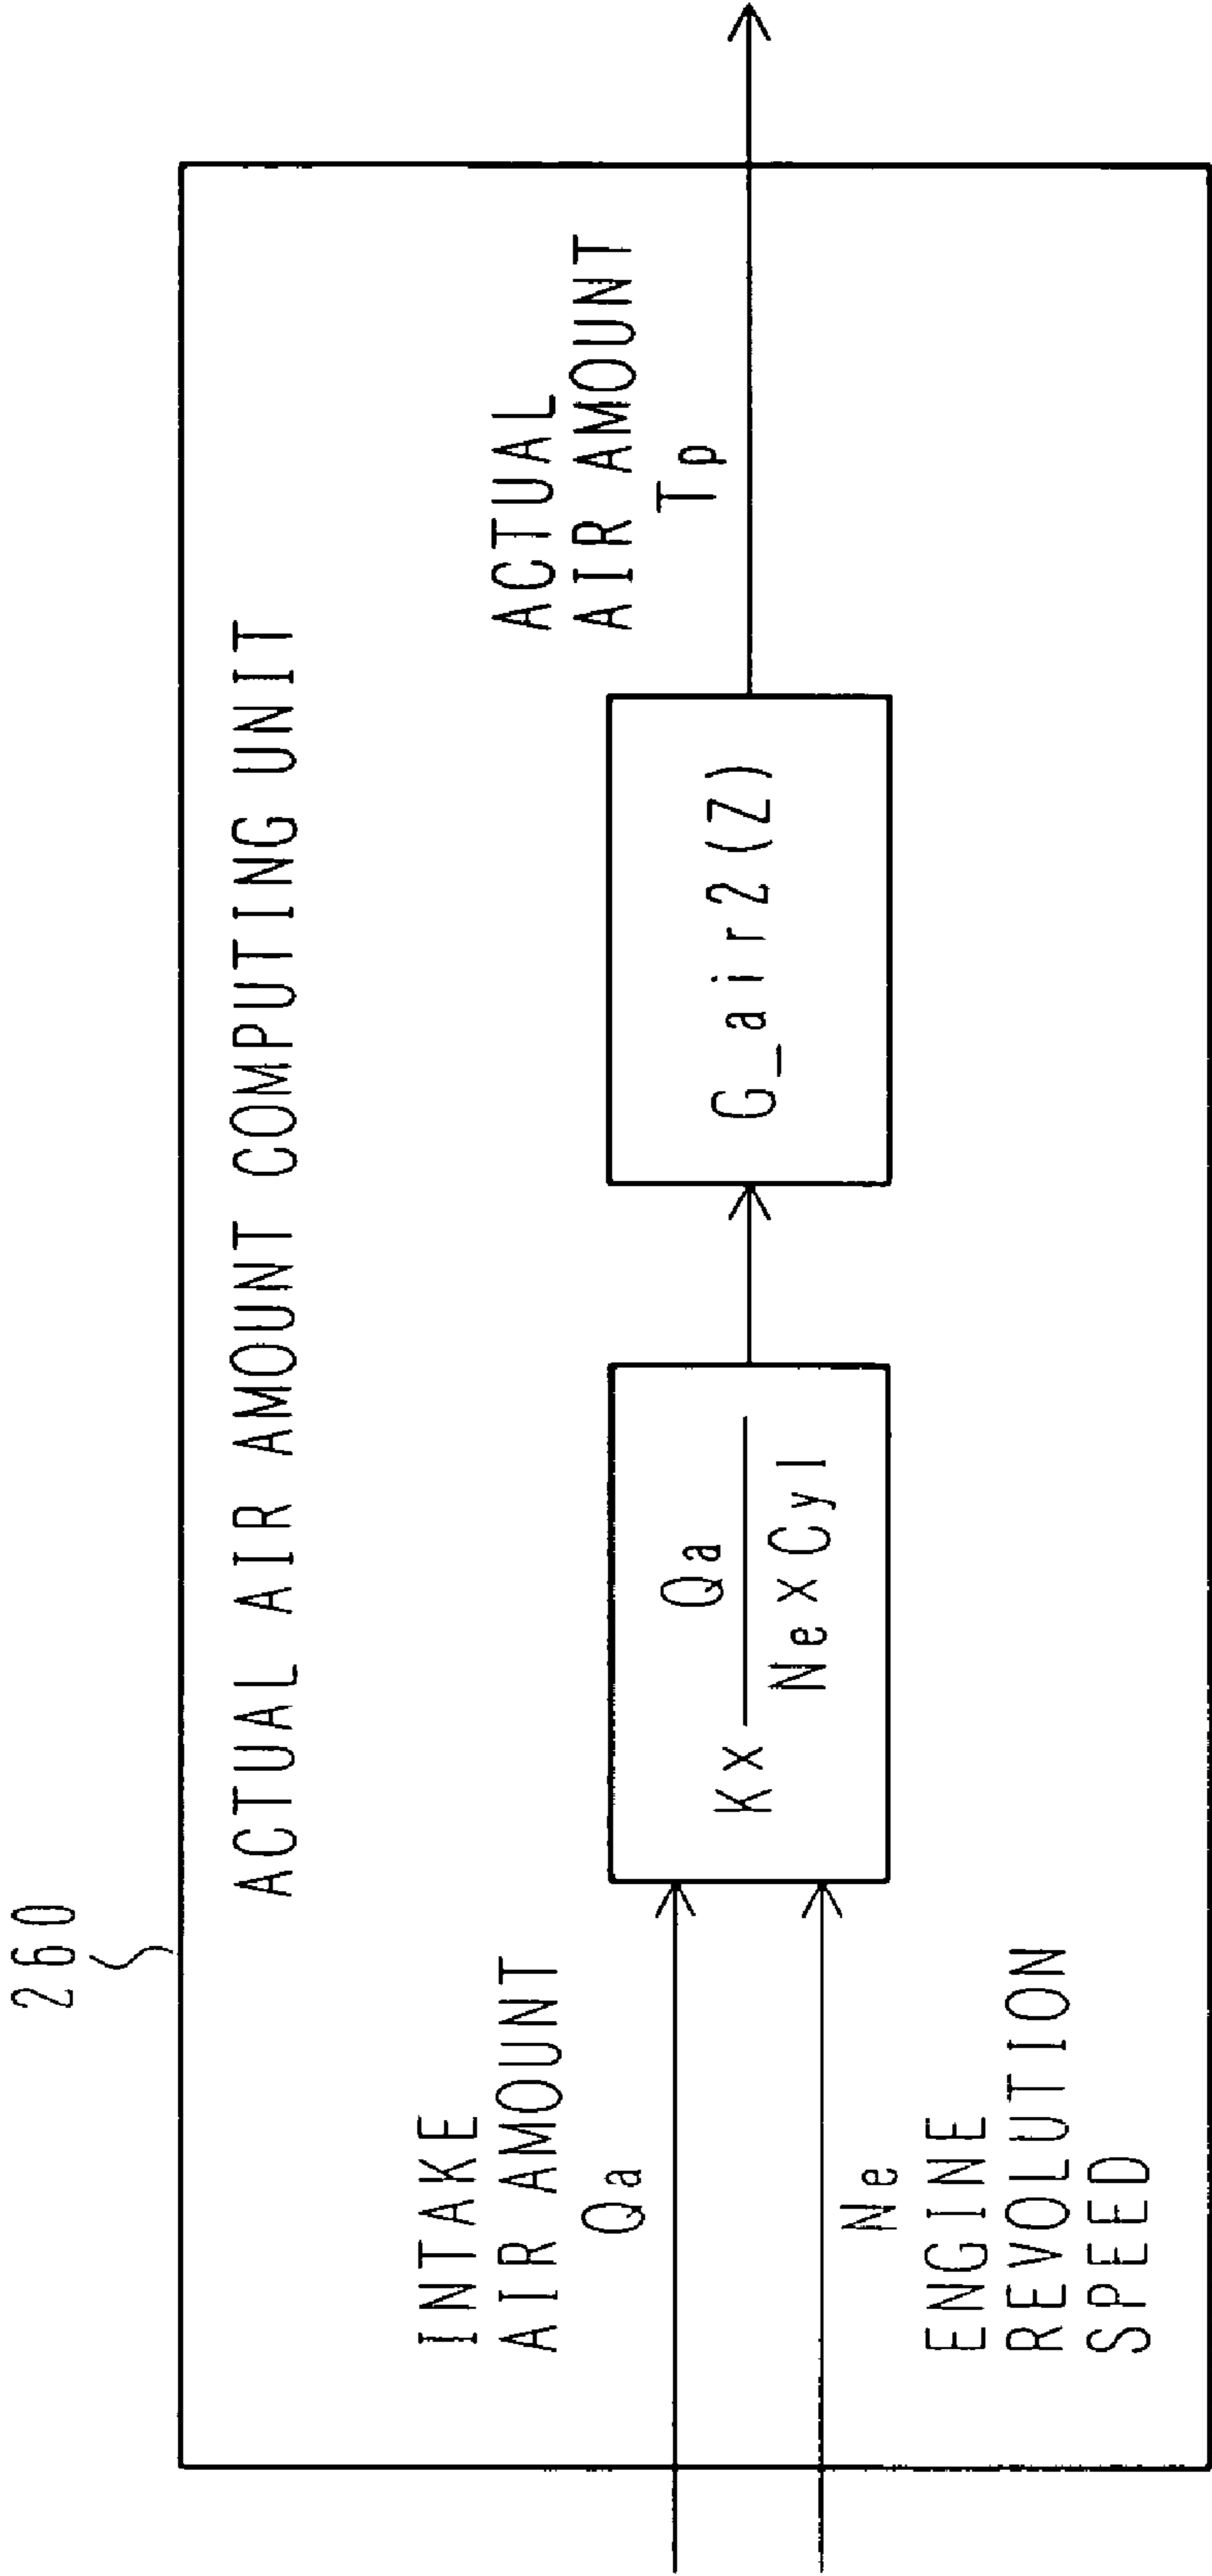 260
ACTUAL AIR AMOUNT COMPUTING UNIT
INTAKE
AIR AMOUNT
Qa
Ne
ENGINE
REVOLUTION
SPEED
K×
Qa
Ne×Cyl
G_air2(Z)
ACTUAL
AIR AMOUNT
Tp